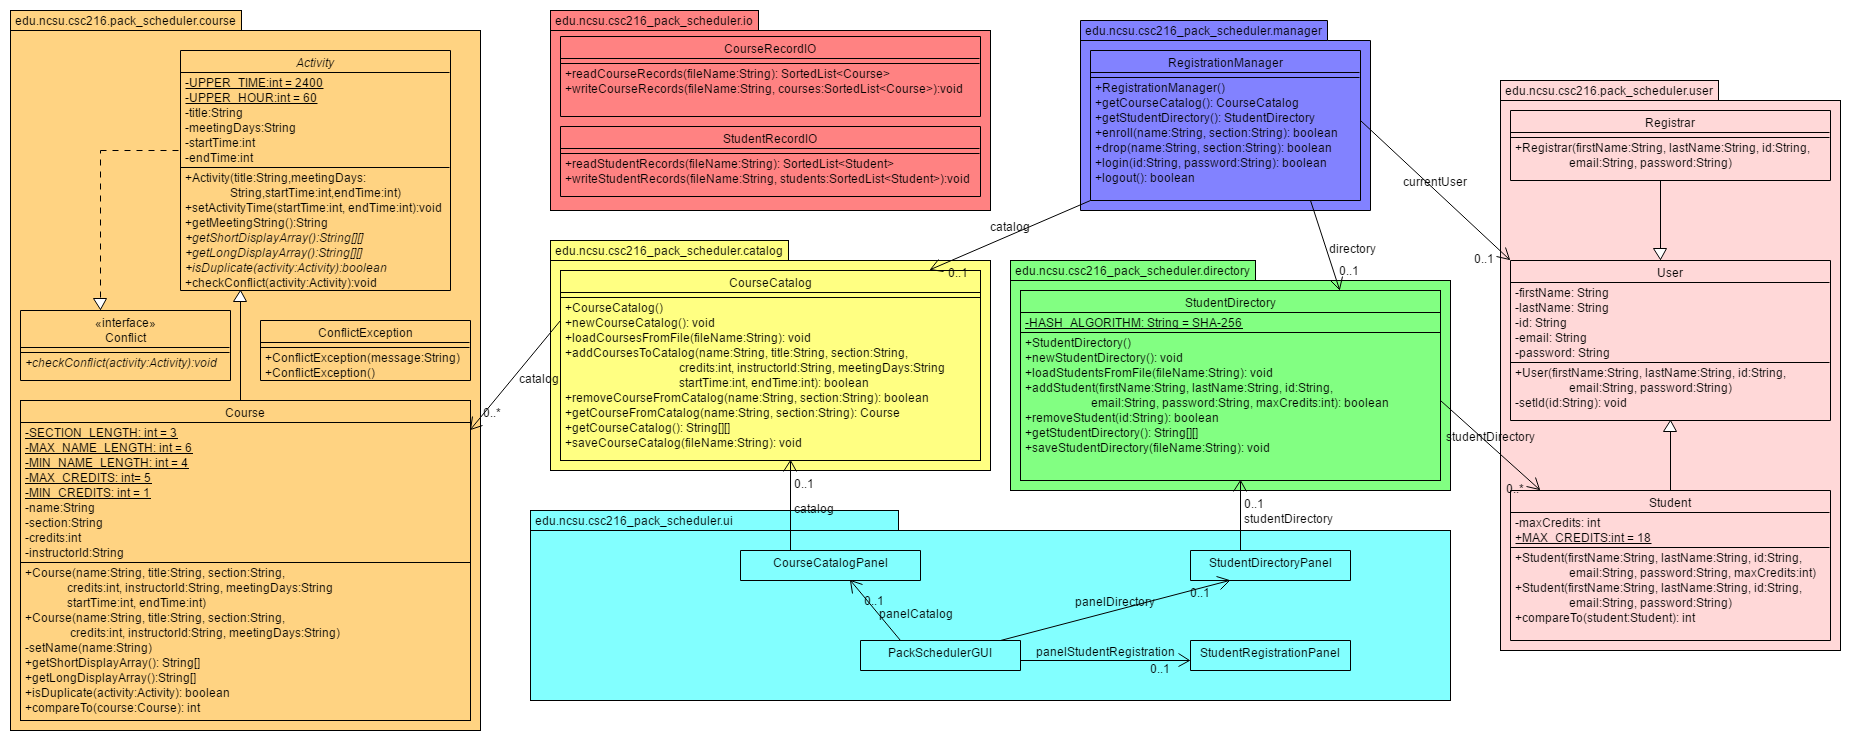 edu.ncsu.csc216.pack_scheduler.course
Activity
-UPPER_TIME:int = 2400
-UPPER_HOUR:int = 60
-title:String
-meetingDays:String
-startTime:int
-endTime:int
+Activity(title:String,meetingDays:
String,startTime:int,endTime:int)
+setActivityTime(startTime:int, endTime:int):void
+getMeetingString():String
+getShortDisplayArray():String[][]
+getLongDisplayArray():String[][]
+isDuplicate(activity:Activity):boolean
+checkConflict(activity:Activity):void
«interface»
Conflict
+checkConflict(activity:Activity):void
ConflictException
+ConflictException(message:String)
+ConflictException()
Course
-SECTION_LENGTH: int = 3
-MAX_NAME_LENGTH: int = 6
-MIN_NAME_LENGTH: int = 4
-MAX_CREDITS: int= 5
-MIN_CREDITS: int = 1
-name:String
-section:String
-credits:int
-instructorId:String
+Course(name:String, title:String, section:String,
credits:int, instructorId:String, meetingDays:String
startTime:int, endTime:int)
+Course(name:String, title:String, section:String,
credits:int, instructorId:String, meetingDays:String)
-setName(name:String)
+getShortDisplayArray(): String[]
+getLongDisplayArray():String[]
+isDuplicate(activity:Activity): boolean
+compareTo(course:Course): int
edu.ncsu.csc216_pack_scheduler.io
CourseRecordIO
+readCourseRecords(fileName:String): SortedList<Course>
+writeCourseRecords(fileName:String, courses:SortedList<Course>):void
StudentRecordIO
+readStudentRecords(fileName:String): SortedList<Student>
+writeStudentRecords(fileName:String, students:SortedList<Student>):void
edu.ncsu.csc216_pack_scheduler.manager
RegistrationManager
+RegistrationManager()
+getCourseCatalog(): CourseCatalog
+getStudentDirectory(): StudentDirectory
+enroll(name:String, section:String): boolean
+drop(name:String, section:String): boolean
+login(id:String, password:String): boolean
+logout(): boolean
currentUser
0..1
catalog
0..1
directory
0..1
edu.ncsu.csc216_pack_scheduler.catalog
CourseCatalog
+CourseCatalog()
+newCourseCatalog(): void
+loadCoursesFromFile(fileName:String): void
+addCoursesToCatalog(name:String, title:String, section:String,
credits:int, instructorId:String, meetingDays:String
startTime:int, endTime:int): boolean
+removeCourseFromCatalog(name:String, section:String): boolean
+getCourseFromCatalog(name:String, section:String): Course
+getCourseCatalog(): String[][]
+saveCourseCatalog(fileName:String): void
catalog
0..*
edu.ncsu.csc216_pack_scheduler.directory
StudentDirectory
-HASH_ALGORITHM: String = SHA-256
+StudentDirectory()
+newStudentDirectory(): void
+loadStudentsFromFile(fileName:String): void
+addStudent(firstName:String, lastName:String, id:String,
email:String, password:String, maxCredits:int): boolean
+removeStudent(id:String): boolean
+getStudentDirectory(): String[][]
+saveStudentDirectory(fileName:String): void
studentDirectory
0..*
edu.ncsu.csc216.pack_scheduler.user
Registrar
+Registrar(firstName:String, lastName:String, id:String,
email:String, password:String)
User
-firstName: String
-lastName: String
-id: String
-email: String
-password: String
+User(firstName:String, lastName:String, id:String,
email:String, password:String)
-setId(id:String): void
Student
-maxCredits: int
+MAX_CREDITS:int = 18
+Student(firstName:String, lastName:String, id:String,
email:String, password:String, maxCredits:int)
+Student(firstName:String, lastName:String, id:String,
email:String, password:String)
+compareTo(student:Student): int
edu.ncsu.csc216_pack_scheduler.ui
0..1
catalog
0..1
studentDirectory
CourseCatalogPanel
StudentDirectoryPanel
0..1
panelCatalog
panelDirectory
0..1
PackSchedulerGUI
panelStudentRegistration
0..1
StudentRegistrationPanel